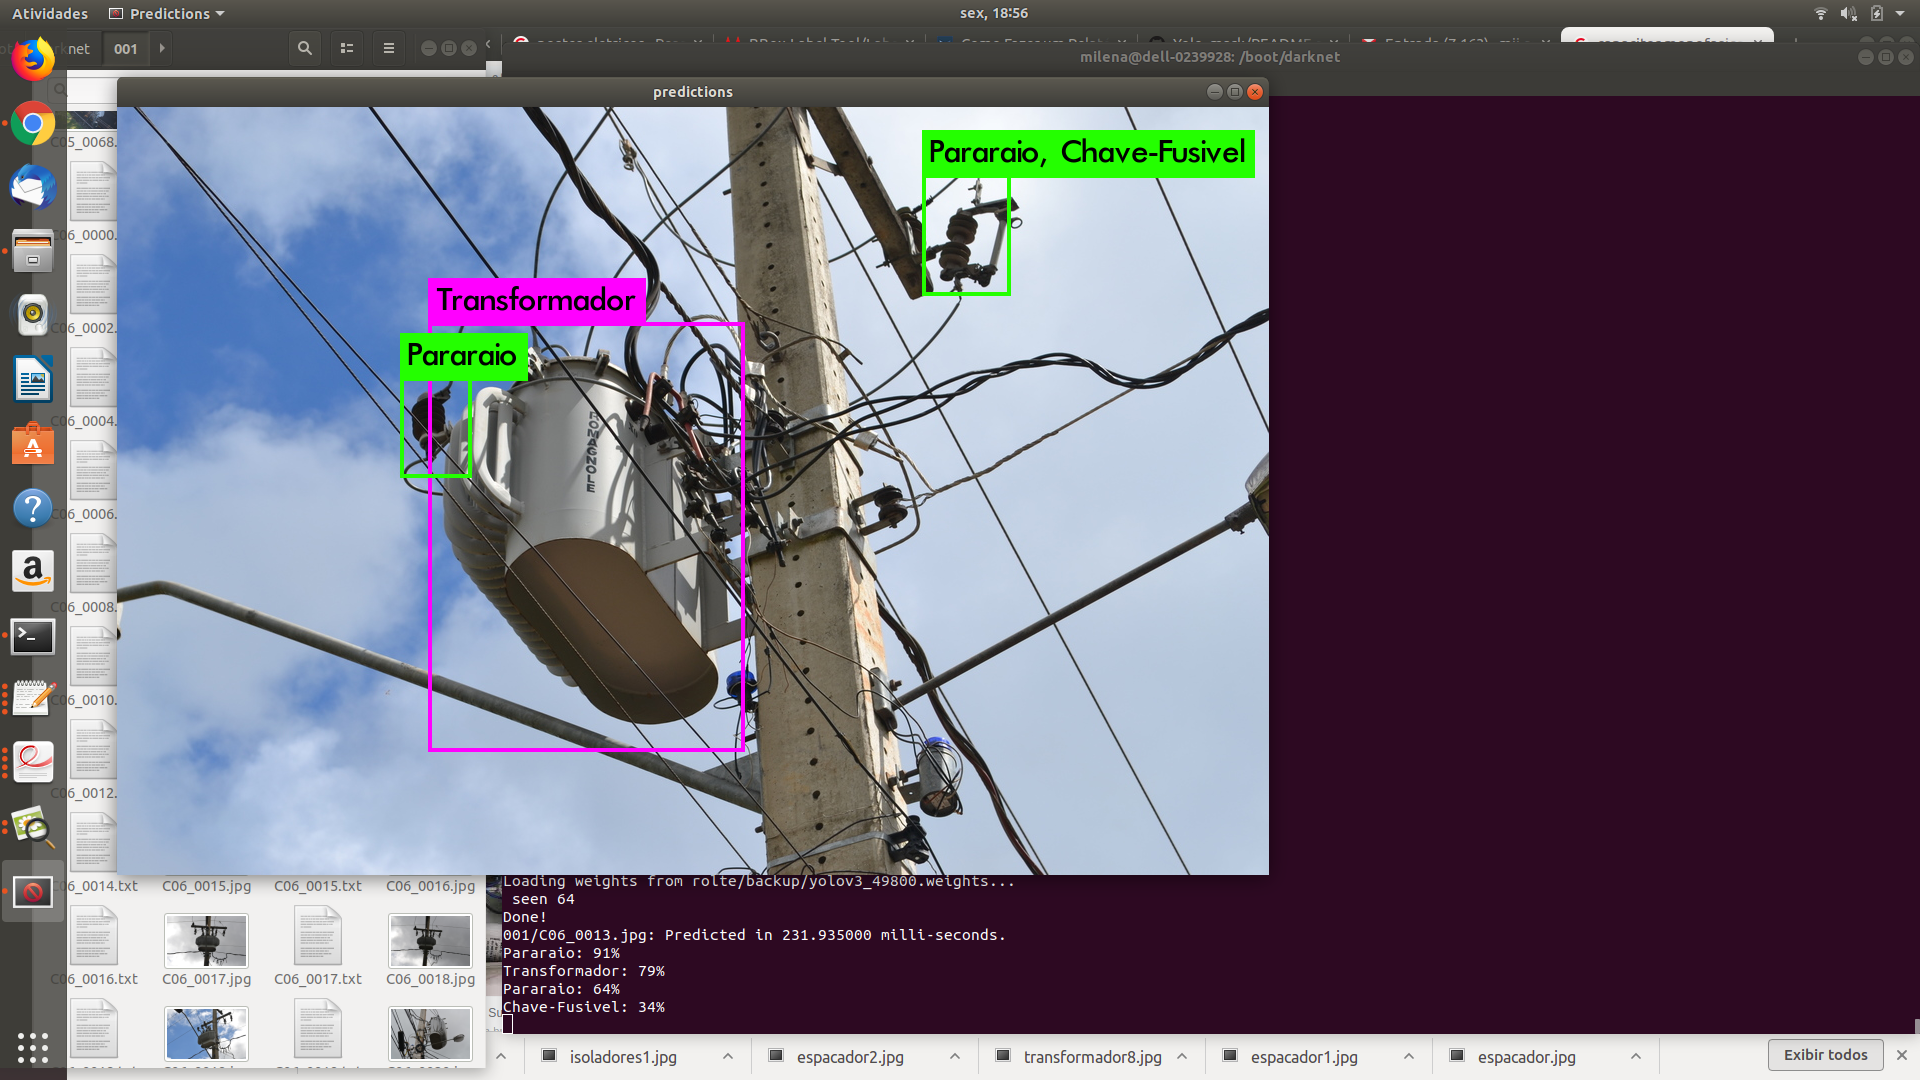 Atividades
Predictions
sex, 18:56
001
milena@dell-0239928: /boot/darknet
predictions
Pararaio, Chave-Fusivel
Transformador
Pararaio
ROMAGNOLE
C05_0068.
C06_0000.
C06_0002.
C06_0004.
C06_0006.
C06_0008.
C06_0010.
C06_0012.
C06_0014.txt
C06_0015.jpg
C06_0015.txt
C06_0016.jpg
C06_0016.txt
C06_0017.jpg
C06_0017.txt
C06_0018.jpg
Loading weights from rolte/backup/yolov3_49800.weights...
seen 64
Done!
001/C06_0013.jpg: Predicted in 231.935000 milli-seconds.
Pararaio: 91%
Transformador: 79%
Pararaio: 64%
Chave-Fusivel: 34%
isoladores1.jpg
espacador2.jpg
transformador8.jpg
espacador1.jpg
espacador.jpg
Exibir todos